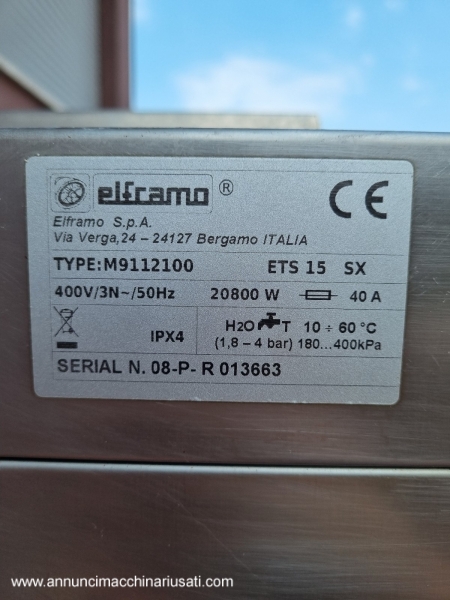 elframo ®
CE
Elframo S.p.A.
Via Verga,24 – 24127 Bergamo ITALIA
TYPE:M9112100 ETS 15 SX
400V/3N~/50Hz 20800 W 40 A
IPX4
H2O T 10 ÷ 60 °C
(1,8 – 4 bar) 180...400kPa
SERIAL N. 08-P- R 013663
www.annuncimacchinariusati.com